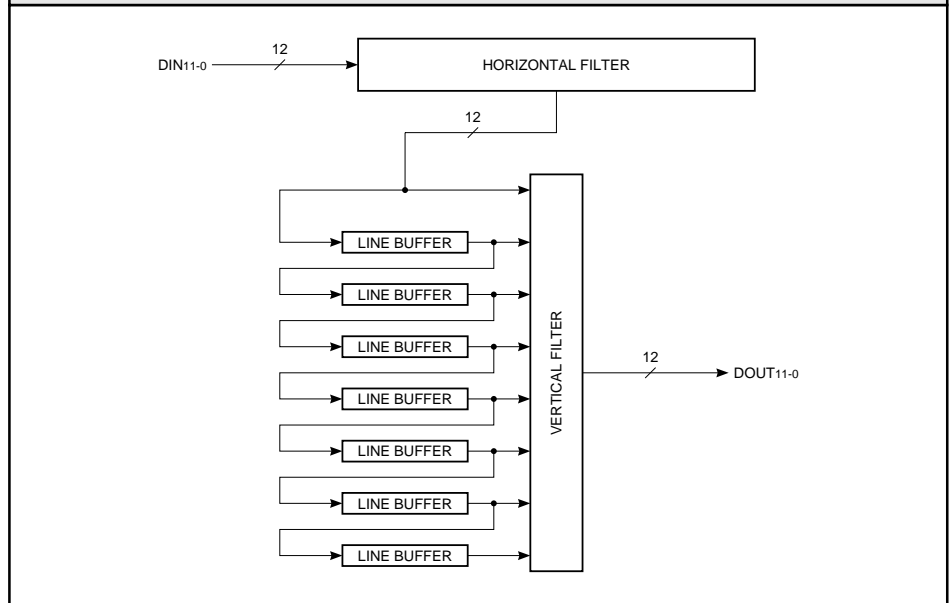 12
DIN11-0
HORIZONTAL FILTER
12
LINE BUFFER
LINE BUFFER
LINE BUFFER
LINE BUFFER
LINE BUFFER
LINE BUFFER
LINE BUFFER
VERTICAL FILTER
12
DOUT11-0